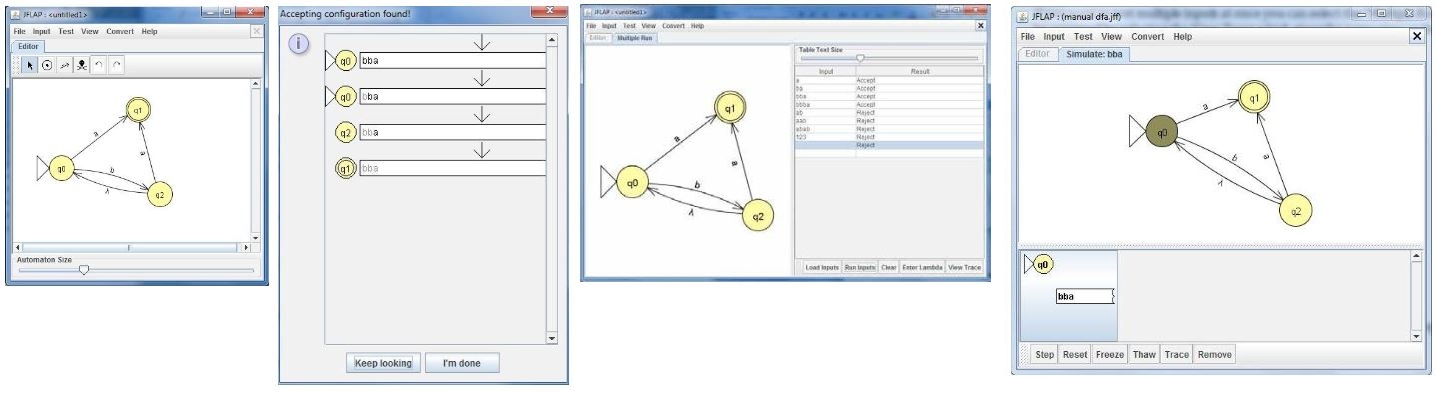 JFLAP : <untitled1>
File Input Test View Convert Help
Editor
q1
a
a
q0
b
λ
q2
Automaton Size
Accepting configuration found!
q0 bba
q0 bba
q2 bba
q1 bba
Keep looking I'm done
JFLAP : <untitled1>
File Input Test View Convert Help
Editor Multiple Run
q1
a
a
q0
b
λ
q2
Table Text Size
Input Result
a Accept
ba Accept
bba Accept
bbba Accept
ab Reject
aab Reject
abab Reject
123 Reject
Reject
Load Inputs Run Inputs Clear Enter Lambda View Trace
JFLAP : (manual dfa.jff)
File Input Test View Convert Help
Editor Simulate: bba
q1
a
q0
b
a
λ
q2
q0
bba
Step Reset Freeze Thaw Trace Remove